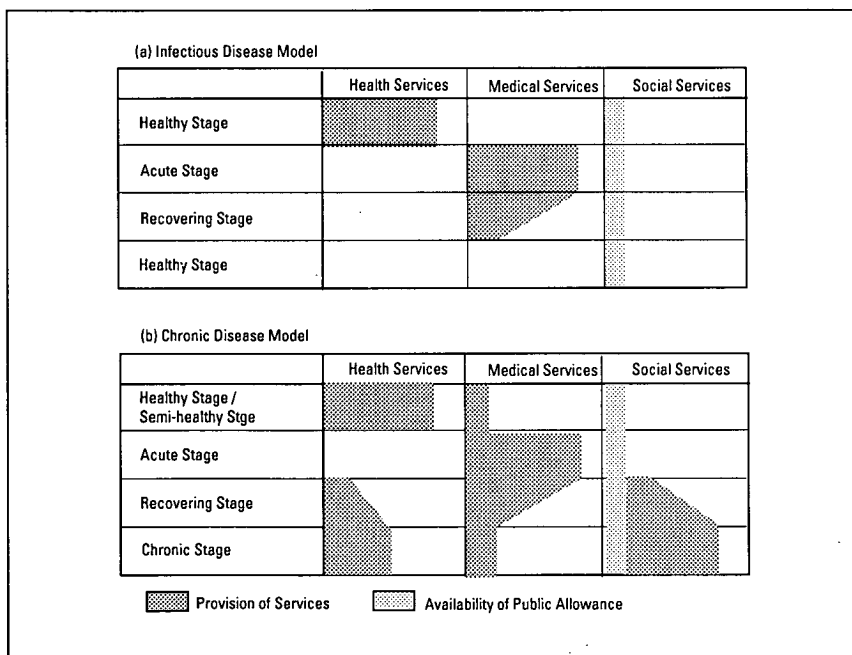 (a) Infectious Disease Model
Health Services Medical Services Social Services
Healthy Stage
Acute Stage
Recovering Stage
Healthy Stage
(b) Chronic Disease Model
Health Services Medical Services Social Services
Healthy Stage /
Semi-healthy Stge
Acute Stage
Recovering Stage
Chronic Stage
Provision of Services Availability of Public Allowance